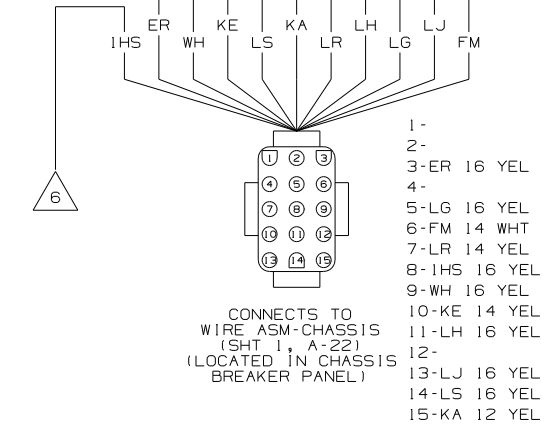 1HS
ER
WH
KE
LS
KA
LR
LH
LG
LJ
FM
6
1 2 3
4 5 6
7 8 9
10 11 12
13 14 15
CONNECTS TO
WIRE ASM-CHASSIS
(SHT 1, A-22)
(LOCATED IN CHASSIS
BREAKER PANEL)
1-
2-
3-ER 16 YEL
4-
5-LG 16 YEL
6-FM 14 WHT
7-LR 14 YEL
8-1HS 16 YEL
9-WH 16 YEL
10-KE 14 YEL
11-LH 16 YEL
12-
13-LJ 16 YEL
14-LS 16 YEL
15-KA 12 YEL